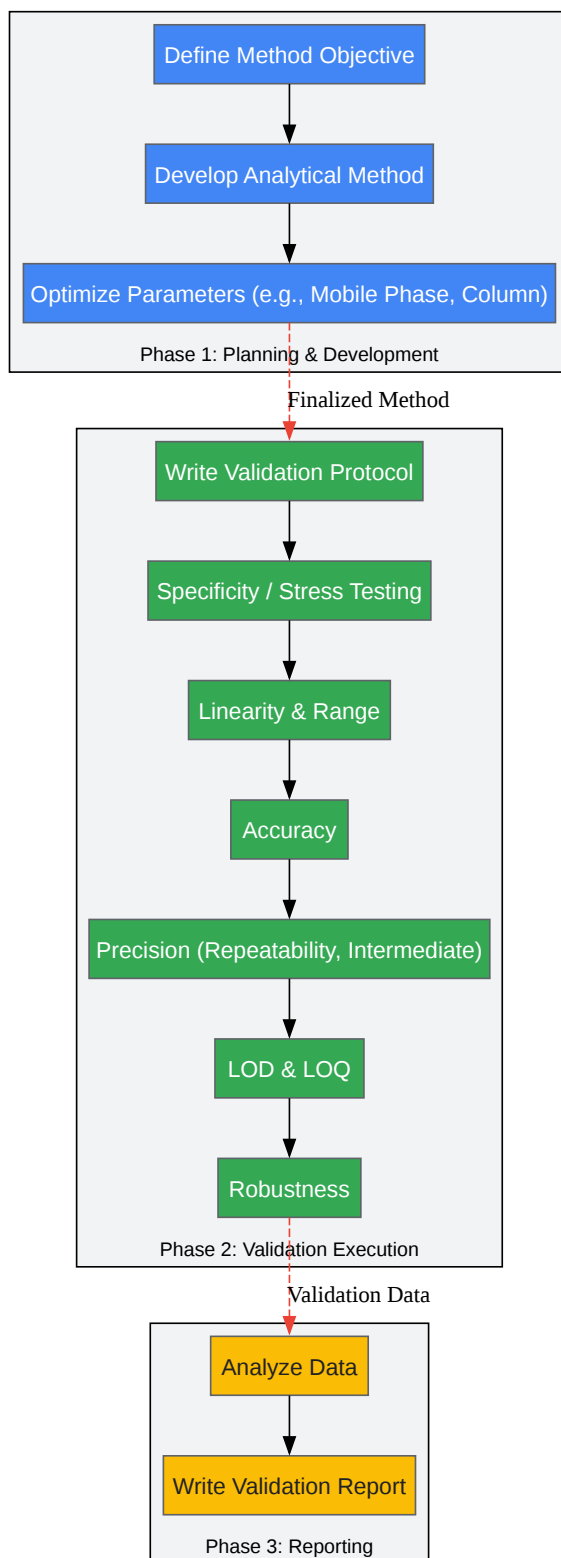 Define Method Objective
Develop Analytical Method
Optimize Parameters (e.g., Mobile Phase, Column)
Phase 1: Planning & Development
Finalized Method
Write Validation Protocol
Specificity / Stress Testing
Linearity & Range
Accuracy
Precision (Repeatability, Intermediate)
LOD & LOQ
Robustness
Phase 2: Validation Execution
Validation Data
Analyze Data
Write Validation Report
Phase 3: Reporting